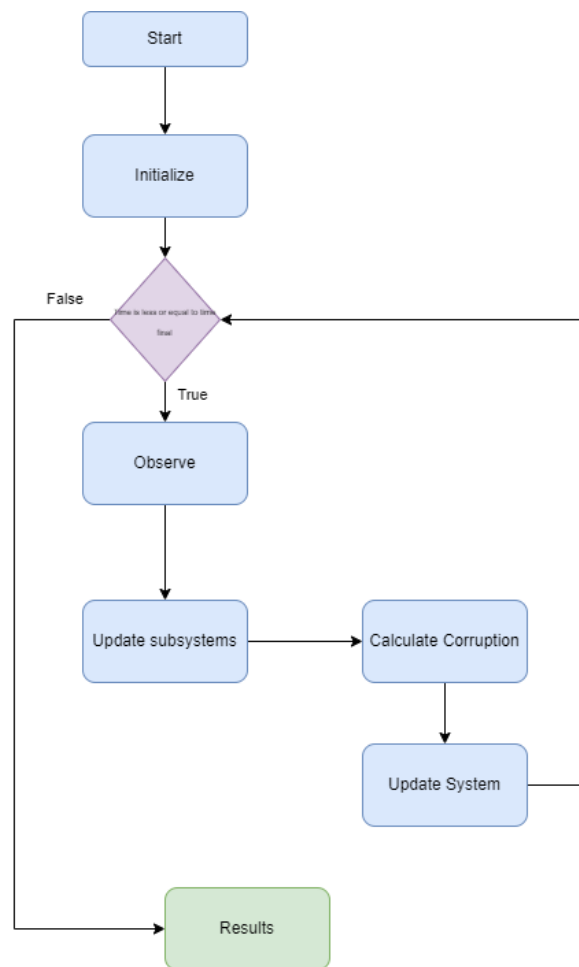 Start
Initialize
False
Time is less or equal to time
final
True
Observe
Update subsystems
Calculate Corruption
Update System
Results